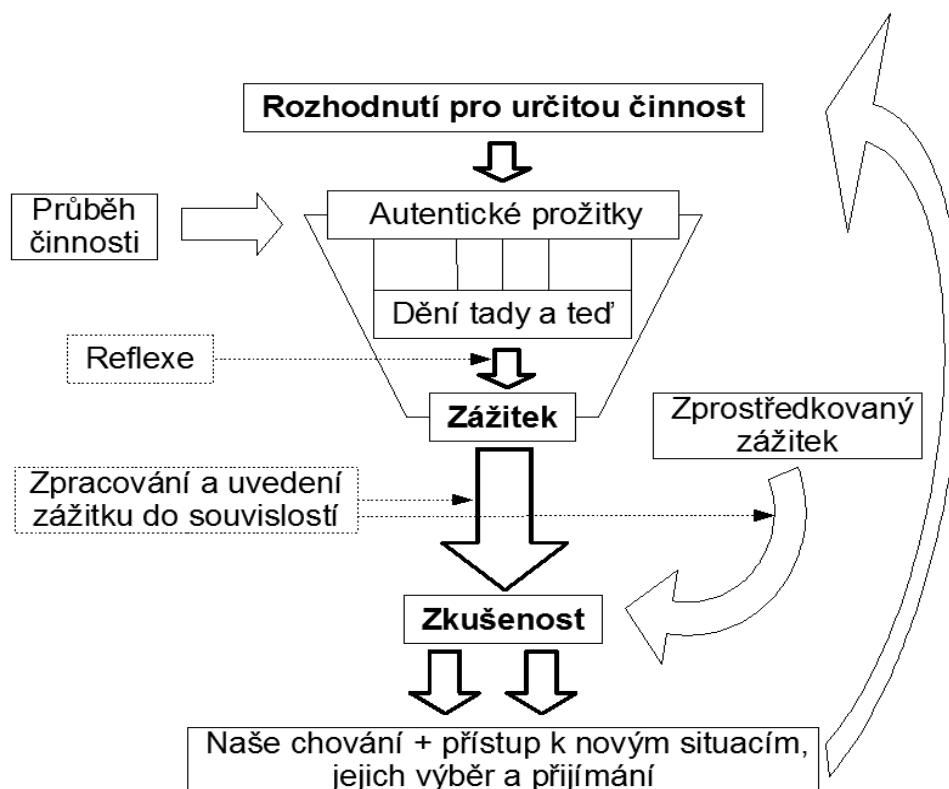 Rozhodnutí pro určitou činnost
Průběh
činnosti
Autentické prožitky
Dění tady a teď
Reflexe
Zážitek
Zprostředkovaný
zážitek
Zpracování a uvedení
zážitku do souvislostí
Zkušenost
Naše chování + přístup k novým situacím,
jejich výběr a přijímání